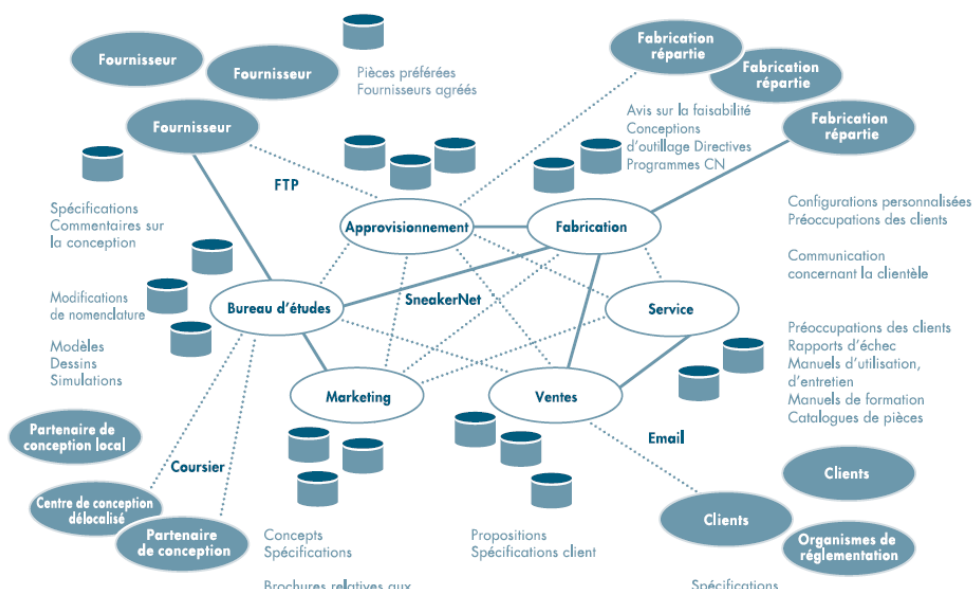 Fournisseur
Fournisseur
Fournisseur
Pièces préférées
Fournisseurs agréés
Fabrication
répartie
Fabrication
répartie
Fabrication
répartie
Avis sur la faisabilité
Conceptions
d'outillage Directives
Programmes CN
FTP
Spécifications
Commentaires sur
la conception
Approvisionnement
Fabrication
Configurations personnalisées
Préoccupations des clients
Communication
concernant la clientèle
Modifications
de nomenclature
Bureau d'études
SneakerNet
Service
Modèles
Dessins
Simulations
Préoccupations des clients
Rapports d'échec
Manuels d'utilisation,
d'entretien
Manuels de formation
Catalogues de pièces
Marketing
Ventes
Partenaire de
conception local
Coursier
Email
Centre de conception
délocalisé
Partenaire
de conception
Concepts
Spécifications
Brochures relatives aux
Propositions
Spécifications client
Clients
Clients
Organismes de
réglementation
Spécifications